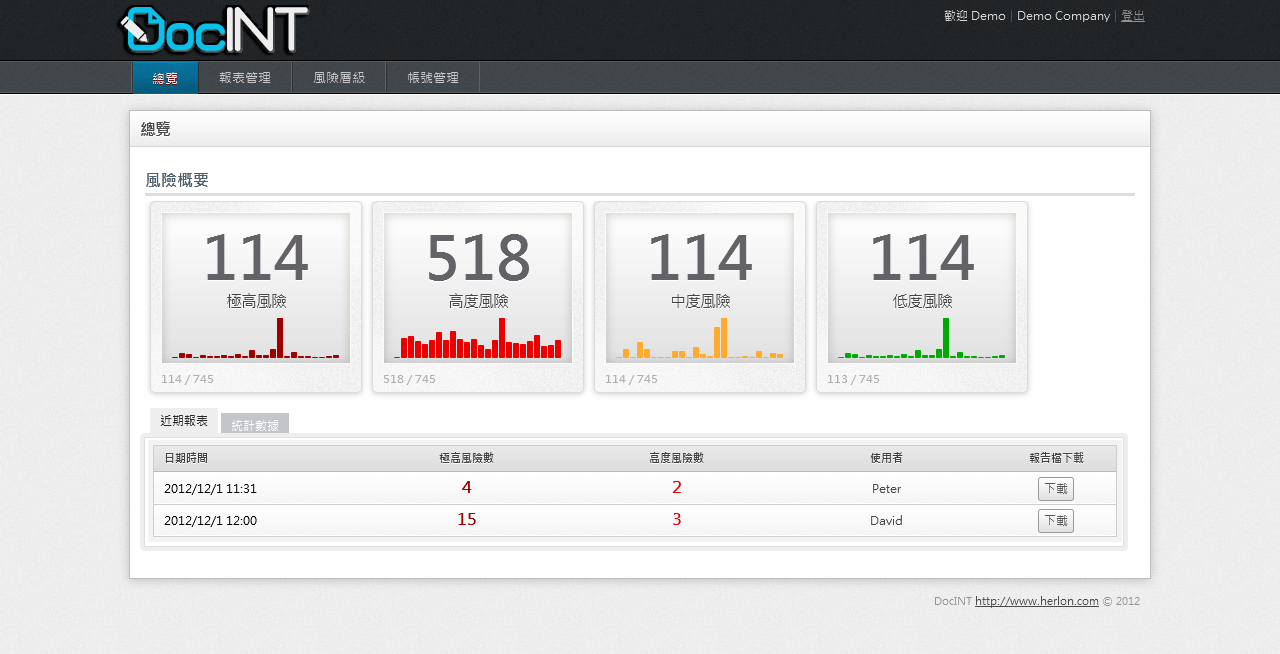 DocINT
歡迎 Demo | Demo Company | 登出
總覽 報表管理 風險層級 帳號管理
總覽
風險概要
114 518 114 114
極高風險 高度風險 中度風險 低度風險
114 / 745 518 / 745 114 / 745 113 / 745
近期報表 統計數據
日期時間 極高風險數 高度風險數 使用者 報告檔下載
2012/12/1 11:31 4 2 Peter 下載
2012/12/1 12:00 15 3 David 下載
DocINT http://www.herlon.com © 2012